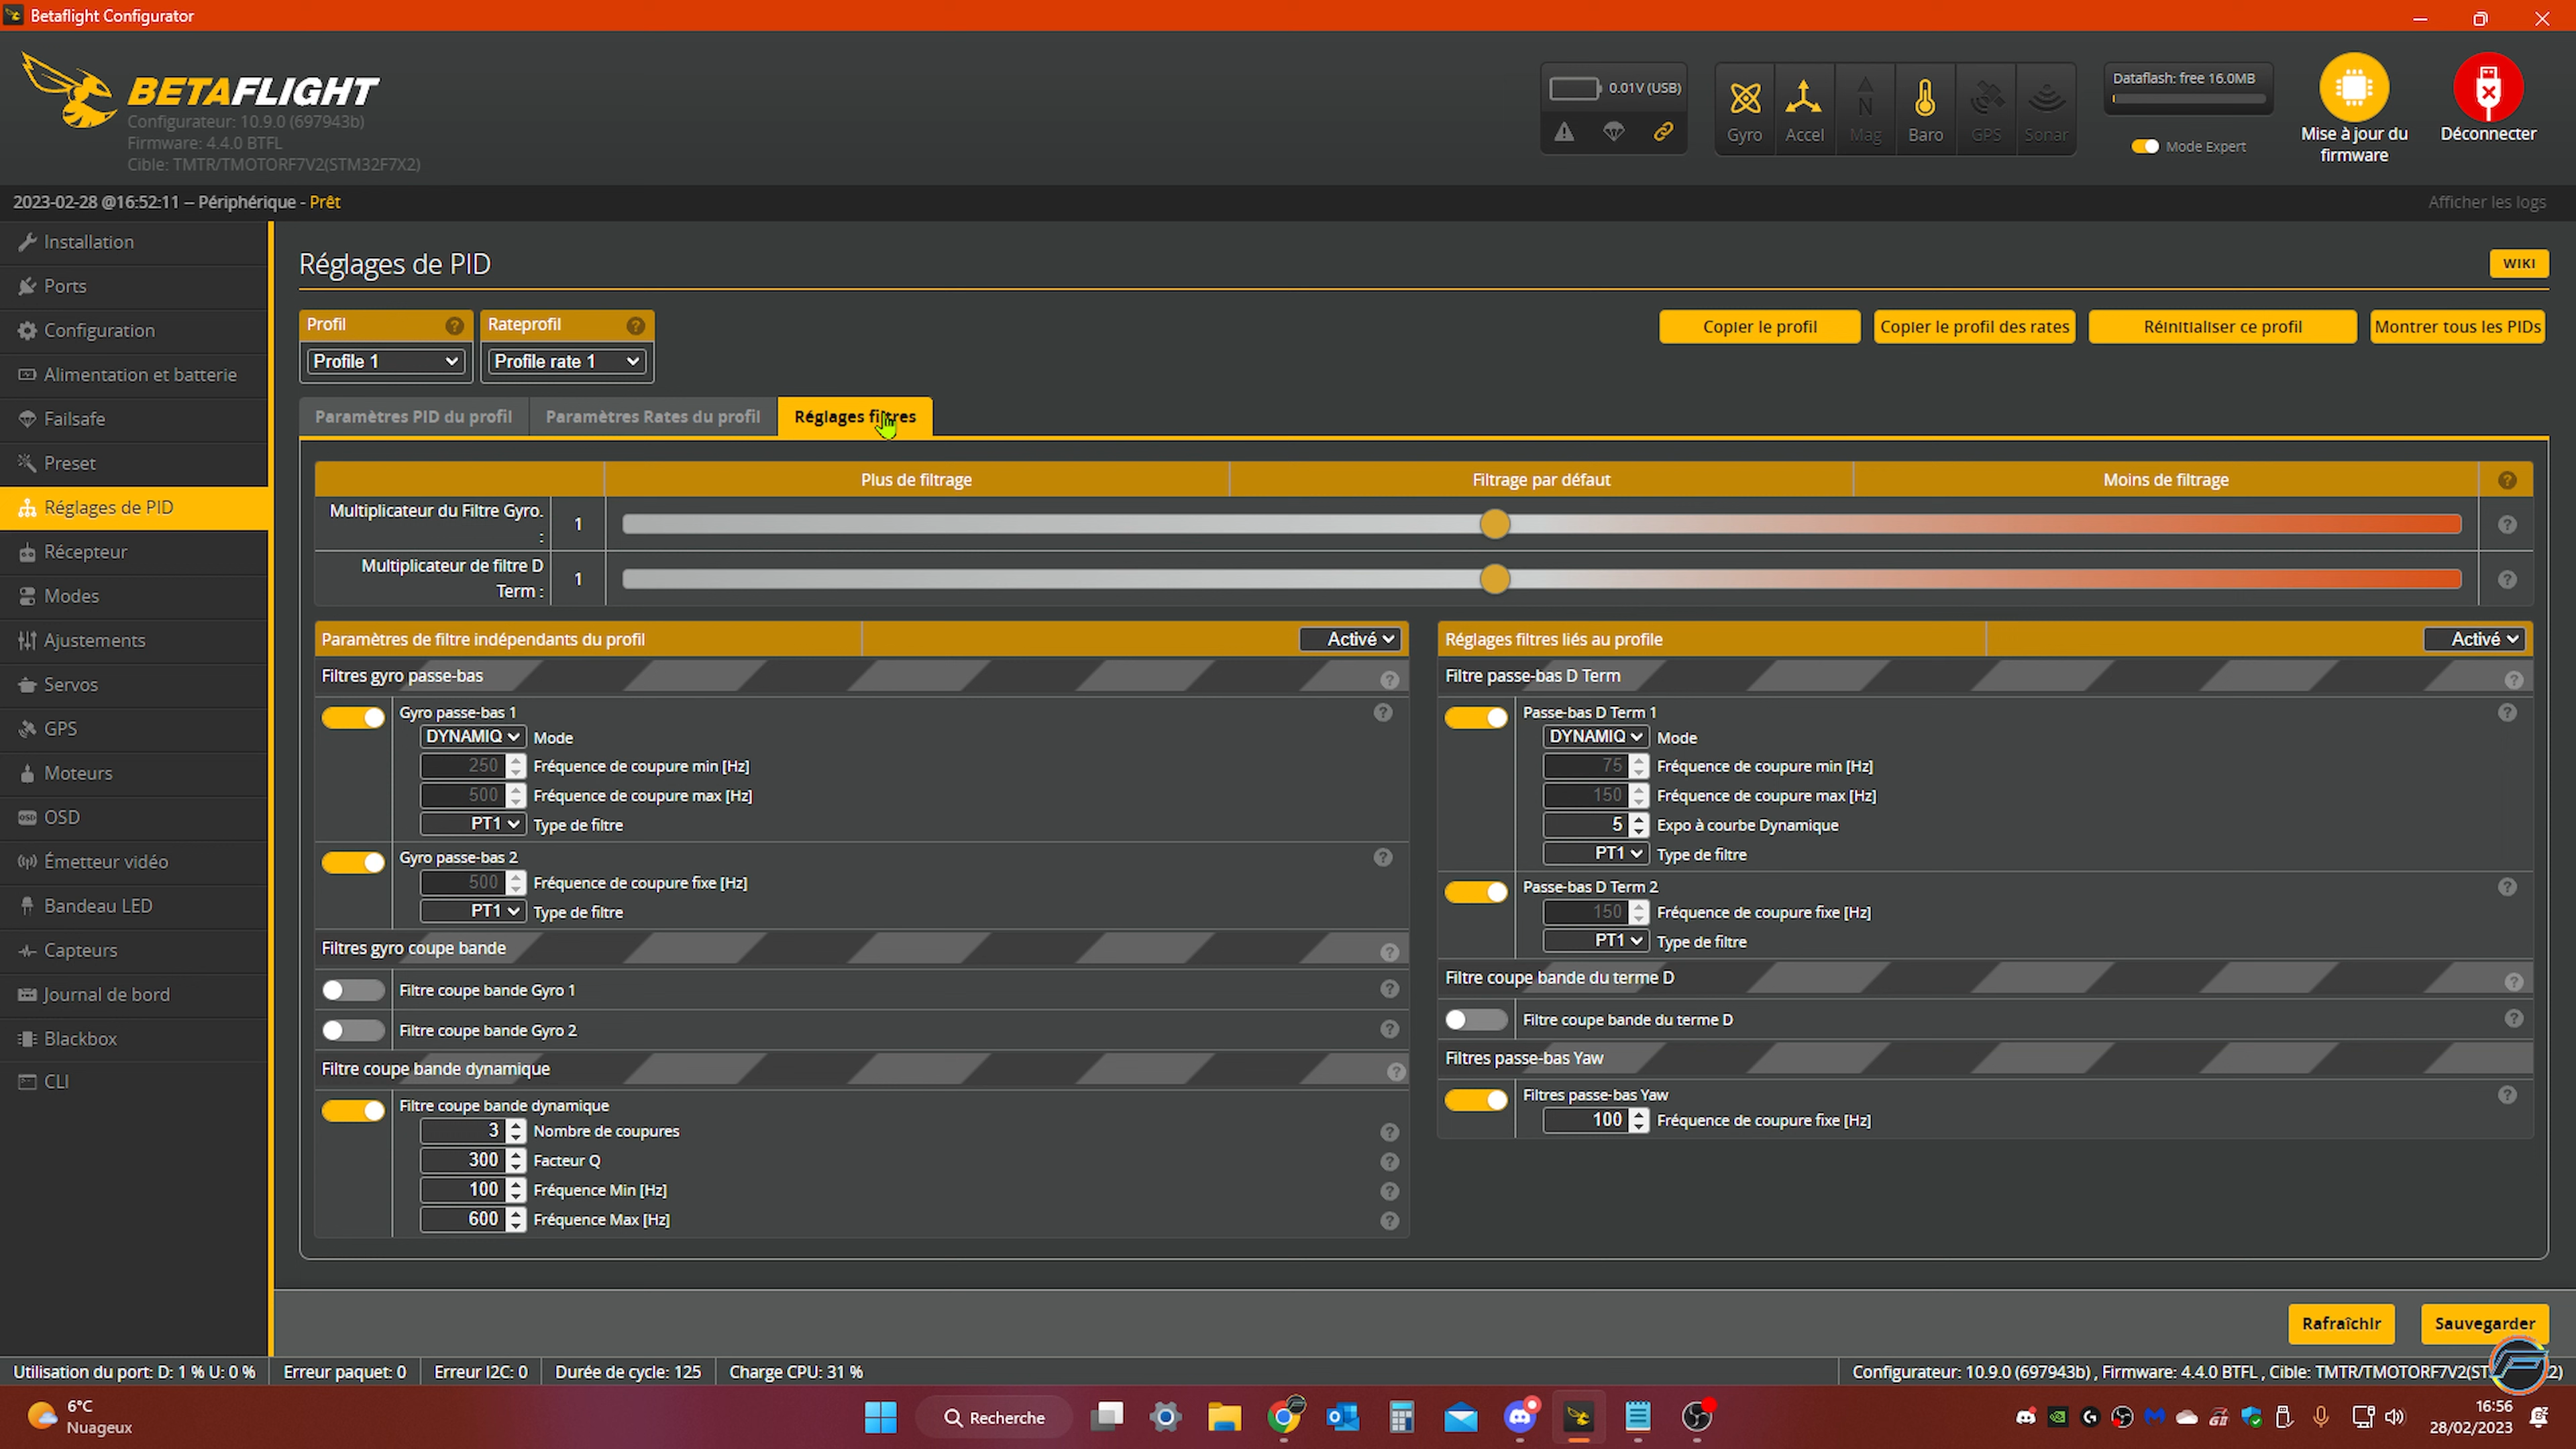 Betaflight Configurator
BETAFLIGHT
Configurateur: 10.9.0 (697943b)
Firmware: 4.4.0 BTFL
Cible: TMTR/TMOTORF7V2(STM32F7X2)
0.01V (USB)
Gyro
Accel
Mag
Baro
GPS
Sonar
Dataflash: free 16.0MB
Mode Expert
Mise à jour du
firmware
Déconnecter
2023-02-28 @16:52:11 -- Périphérique - Prêt
Afficher les logs
Installation
Ports
Configuration
Alimentation et batterie
Failsafe
Preset
Réglages de PID
Récepteur
Modes
Ajustements
Servos
GPS
Moteurs
OSD
Émetteur vidéo
Bandeau LED
Capteurs
Journal de bord
Blackbox
CLI
Réglages de PID
WIKI
Profil
Profile 1
Rateprofil
Profile rate 1
Copier le profil
Copier le profil des rates
Réinitialiser ce profil
Montrer tous les PIDs
Paramètres PID du profil
Paramètres Rates du profil
Réglages filtres
Plus de filtrage
Filtrage par défaut
Moins de filtrage
Multiplicateur du Filtre Gyro.
:
1
Multiplicateur de filtre D
Term :
1
Paramètres de filtre indépendants du profil
Activé
Filtres gyro passe-bas
Gyro passe-bas 1
DYNAMIQ Mode
250 Fréquence de coupure min [Hz]
500 Fréquence de coupure max [Hz]
PT1 Type de filtre
Gyro passe-bas 2
500 Fréquence de coupure fixe [Hz]
PT1 Type de filtre
Filtres gyro coupe bande
Filtre coupe bande Gyro 1
Filtre coupe bande Gyro 2
Filtre coupe bande dynamique
Filtre coupe bande dynamique
3 Nombre de coupures
300 Facteur Q
100 Fréquence Min [Hz]
600 Fréquence Max [Hz]
Réglages filtres liés au profile
Activé
Filtre passe-bas D Term
Passe-bas D Term 1
DYNAMIQ Mode
75 Fréquence de coupure min [Hz]
150 Fréquence de coupure max [Hz]
5 Expo à courbe Dynamique
PT1 Type de filtre
Passe-bas D Term 2
150 Fréquence de coupure fixe [Hz]
PT1 Type de filtre
Filtre coupe bande du terme D
Filtre coupe bande du terme D
Filtres passe-bas Yaw
Filtres passe-bas Yaw
100 Fréquence de coupure fixe [Hz]
Rafraîchir
Sauvegarder
Utilisation du port: D: 1 % U: 0 %
Erreur paquet: 0
Erreur I2C: 0
Durée de cycle: 125
Charge CPU: 31 %
Configurateur: 10.9.0 (697943b) , Firmware: 4.4.0 BTFL , Cible: TMTR/TMOTORF7V2(ST
2)
6°C
Nuageux
Recherche
16:56
28/02/2023